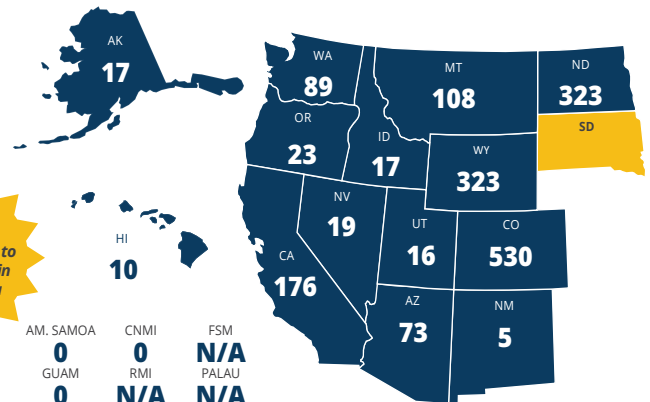 AK
17
WA
89
MT
108
ND
323
OR
23
ID
17
SD
WY
323
NV
19
UT
16
CO
530
HI
10
to
in
CA
176
AZ
73
NM
5
AM. SAMOA CNMI FSM
0 0 N/A
GUAM RMI PALAU
0 N/A N/A